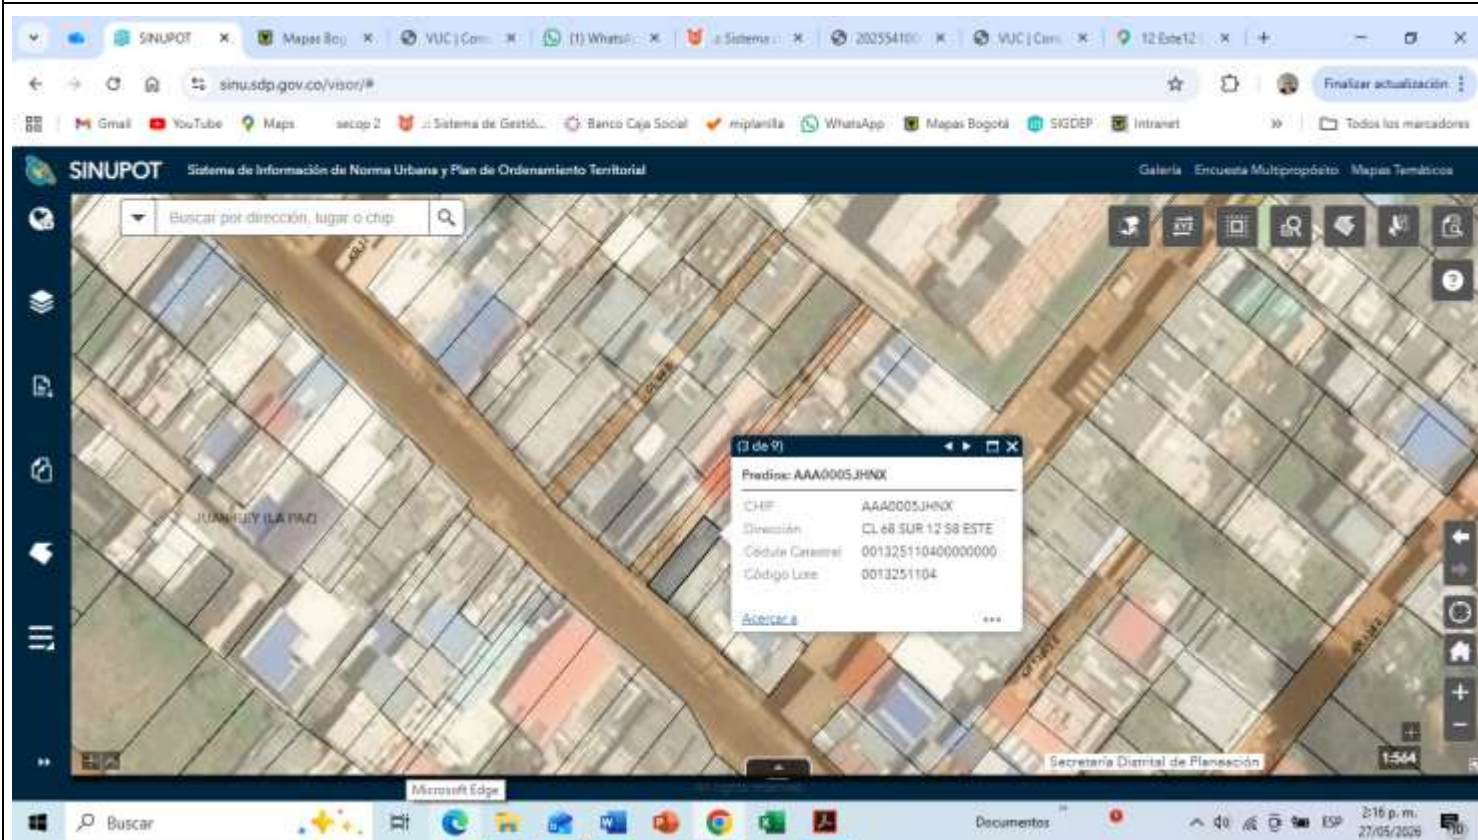 SINUPOT
Mapas Bog
VUC | Con
(1) WhatsA
.: Sistema
202554100
VUC | Con
12 Este12
sinu.sdp.gov.co/visor/#
Finalizar actualización
Gmail
YouTube
Maps
secop 2
.: Sistema de Gestió...
Banco Caja Social
miplanilla
WhatsApp
Mapas Bogotá
SIGDEP
Intranet
Todos los marcadores
SINUPOT
Sistema de Información de Norma Urbana y Plan de Ordenamiento Territorial
Galería
Encuesta Multipropósito
Mapas Temáticos
Buscar por dirección, lugar o chip
(3 de 9)
Predios: AAA0005JHNX
CHIP AAA0005JHNX
Dirección CL 68 SUR 12 58 ESTE
Cédula Catastral 001325110400000000
Código Lote 0013251104
Acercar a
(LA PAZ)
Secretaría Distrital de Planeación
1:564
All rights reserved
Microsoft Edge
Buscar
Documentos
ESP
2:16 p. m.
27/05/2026